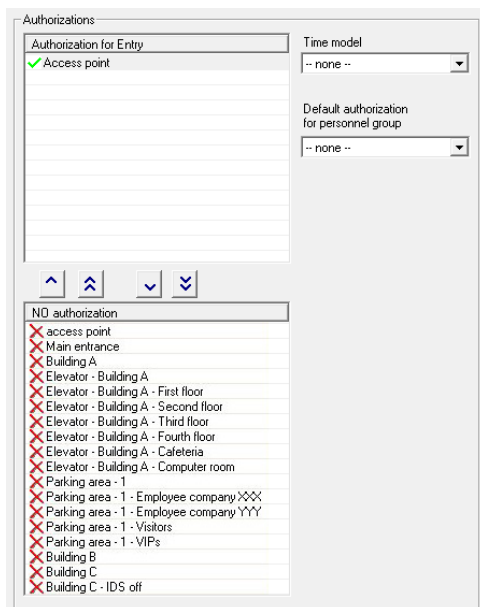 Authorizations
Authorization for Entry
Access point
Time model
-- none --
Default authorization
for personnel group
-- none --
NO authorization
access point
Main entrance
Building A
Elevator - Building A
Elevator - Building A - First floor
Elevator - Building A - Second floor
Elevator - Building A - Third floor
Elevator - Building A - Fourth floor
Elevator - Building A - Cafeteria
Elevator - Building A - Computer room
Parking area - 1
Parking area - 1 - Employee company XXX
Parking area - 1 - Employee company YYY
Parking area - 1 - Visitors
Parking area - 1 - VIPs
Building B
Building C
Building C - IDS off